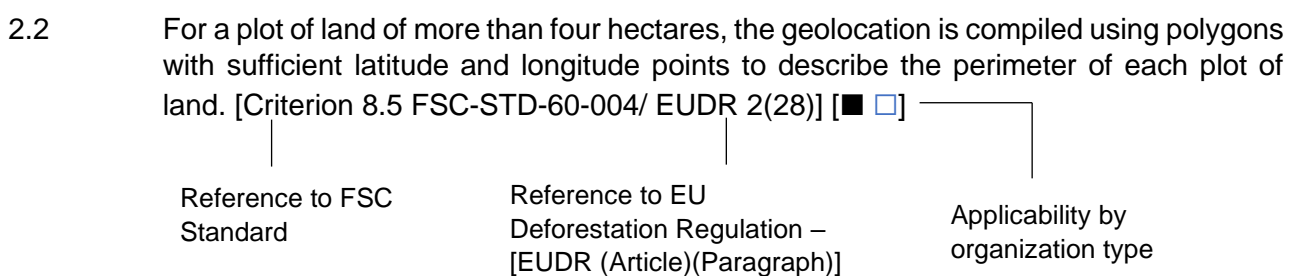 2.2 For a plot of land of more than four hectares, the geolocation is compiled using polygons
with sufficient latitude and longitude points to describe the perimeter of each plot of
land. [Criterion 8.5 FSC-STD-60-004/ EUDR 2(28)] [■ □]
Reference to FSC
Standard
Reference to EU
Deforestation Regulation –
[EUDR (Article)(Paragraph)]
Applicability by
organization type